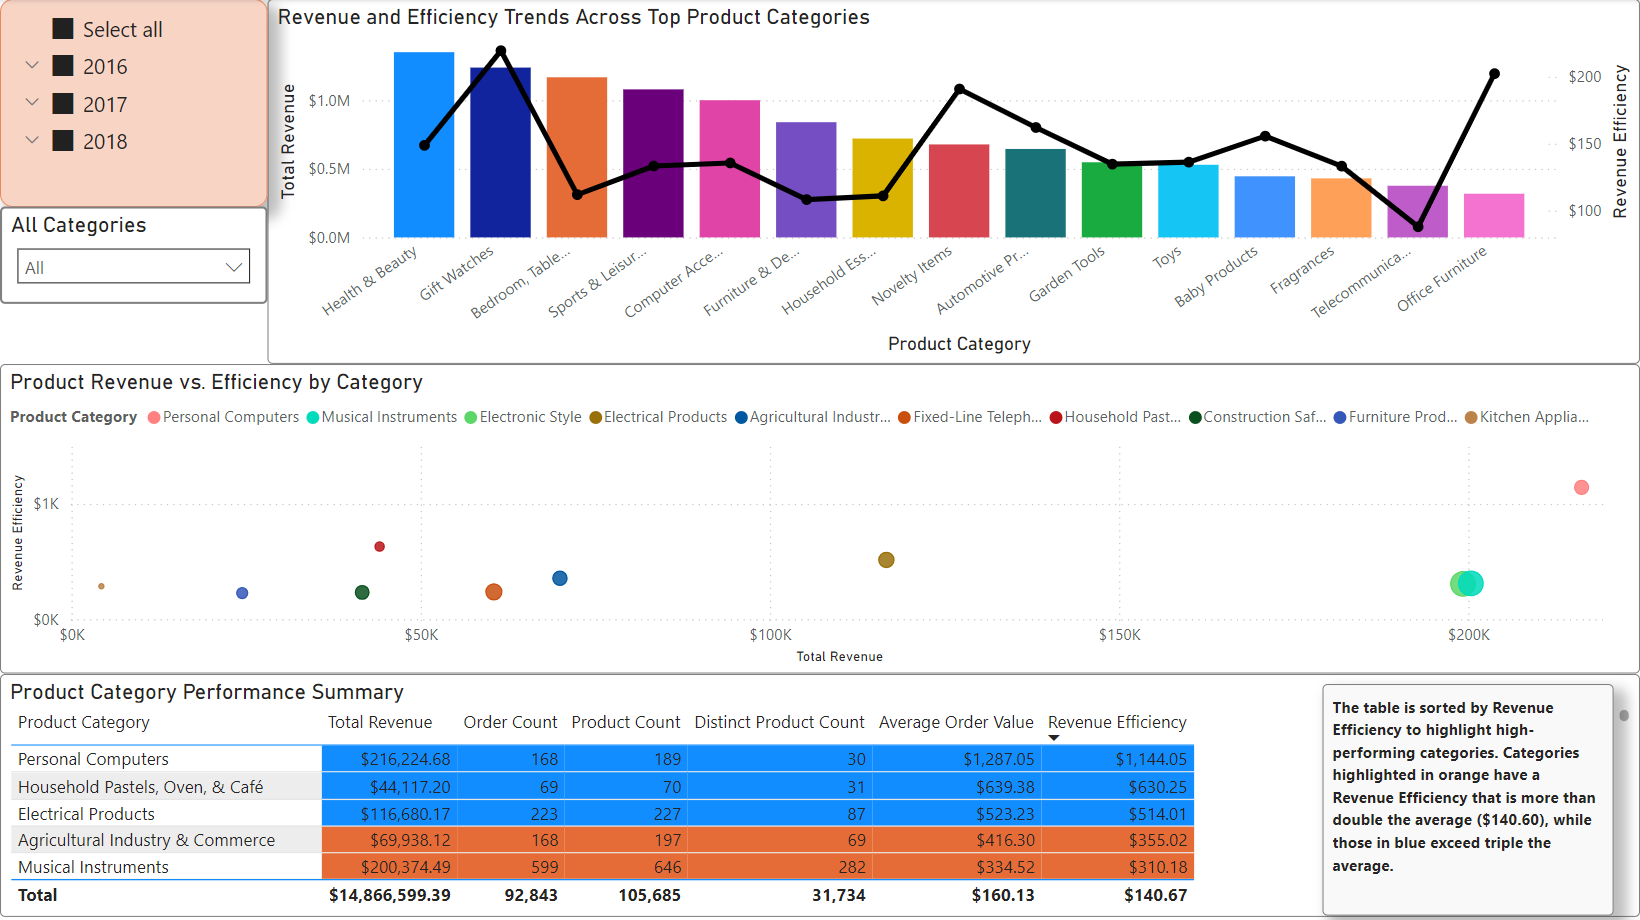 Select all
2016
2017
2018
All Categories
All
Revenue and Efficiency Trends Across Top Product Categories
Total Revenue
$1.0M
$0.5M
$0.0M
$200
$150
$100
Revenue Efficiency
Health & Beauty
Gift Watches
Bedroom, Table...
Sports & Leisur...
Computer Acce...
Furniture & De...
Household Ess...
Novelty Items
Automotive Pr...
Garden Tools
Toys
Baby Products
Fragrances
Telecommunica...
Office Furniture
Product Category
Product Revenue vs. Efficiency by Category
Product Category Personal Computers Musical Instruments Electronic Style Electrical Products Agricultural Industr... Fixed-Line Teleph... Household Past... Construction Saf... Furniture Prod... Kitchen Applia...
Revenue Efficiency
$1K
$0K
$0K $50K $100K $150K $200K
Total Revenue
Product Category Performance Summary
Product Category Total Revenue Order Count Product Count Distinct Product Count Average Order Value Revenue Efficiency
Personal Computers $216,224.68 168 189 30 $1,287.05 $1,144.05
Household Pastels, Oven, & Café $44,117.20 69 70 31 $639.38 $630.25
Electrical Products $116,680.17 223 227 87 $523.23 $514.01
Agricultural Industry & Commerce $69,938.12 168 197 69 $416.30 $355.02
Musical Instruments $200,374.49 599 646 282 $334.52 $310.18
Total $14,866,599.39 92,843 105,685 31,734 $160.13 $140.67
The table is sorted by Revenue
Efficiency to highlight high-
performing categories. Categories
highlighted in orange have a
Revenue Efficiency that is more than
double the average ($140.60), while
those in blue exceed triple the
average.